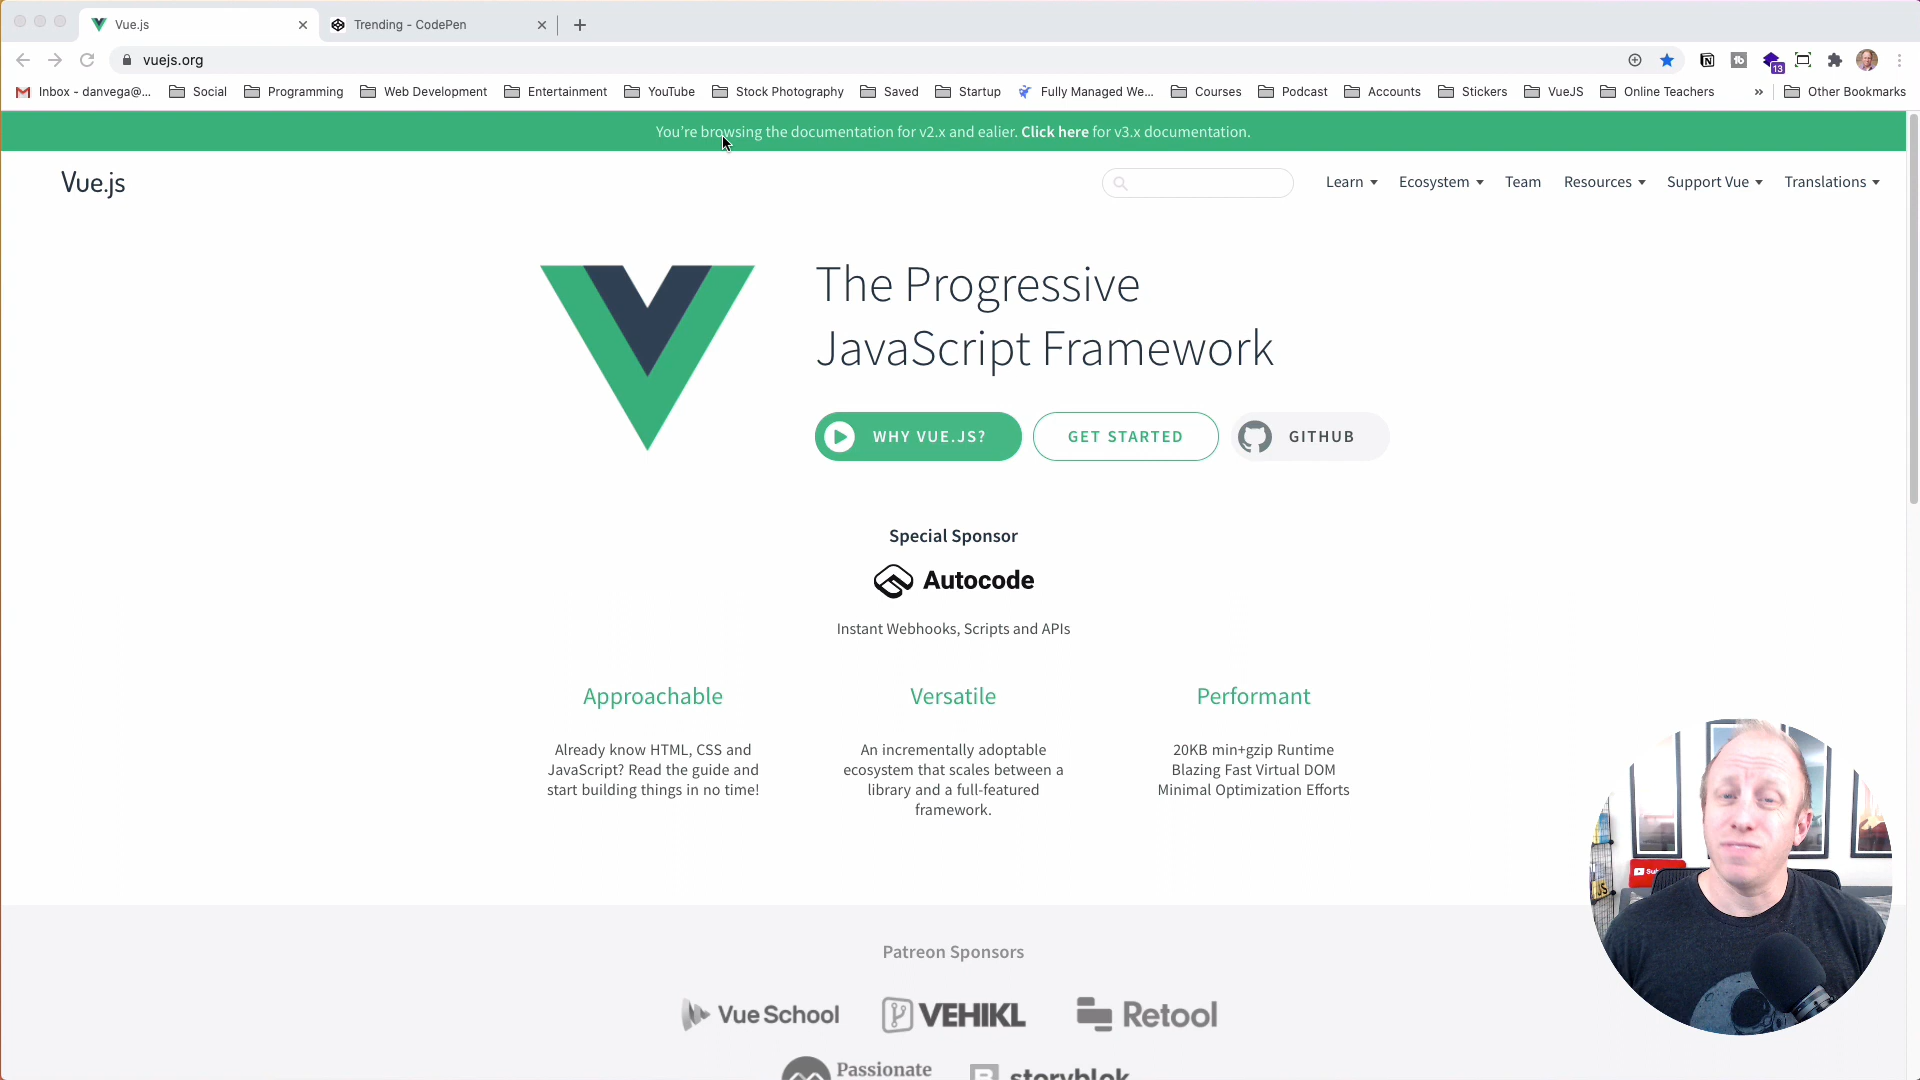 Vue.js
Trending - CodePen
vuejs.org
13
Inbox - danvega@...
Social
Programming
Web Development
Entertainment
YouTube
Stock Photography
Saved
Startup
Fully Managed We...
Courses
Podcast
Accounts
Stickers
VueJS
Online Teachers
»
Other Bookmarks
You're browsing the documentation for v2.x and ealier. Click here for v3.x documentation.
Vue.js
Learn
Ecosystem
Team
Resources
Support Vue
Translations
The Progressive
JavaScript Framework
WHY VUE.JS?
GET STARTED
GITHUB
Special Sponsor
Autocode
Instant Webhooks, Scripts and APIs
Approachable
Already know HTML, CSS and
JavaScript? Read the guide and
start building things in no time!
Versatile
An incrementally adoptable
ecosystem that scales between a
library and a full-featured
framework.
Performant
20KB min+gzip Runtime
Blazing Fast Virtual DOM
Minimal Optimization Efforts
JS
Patreon Sponsors
Vue School
VEHIKL
Retool
Passionate
storyblok